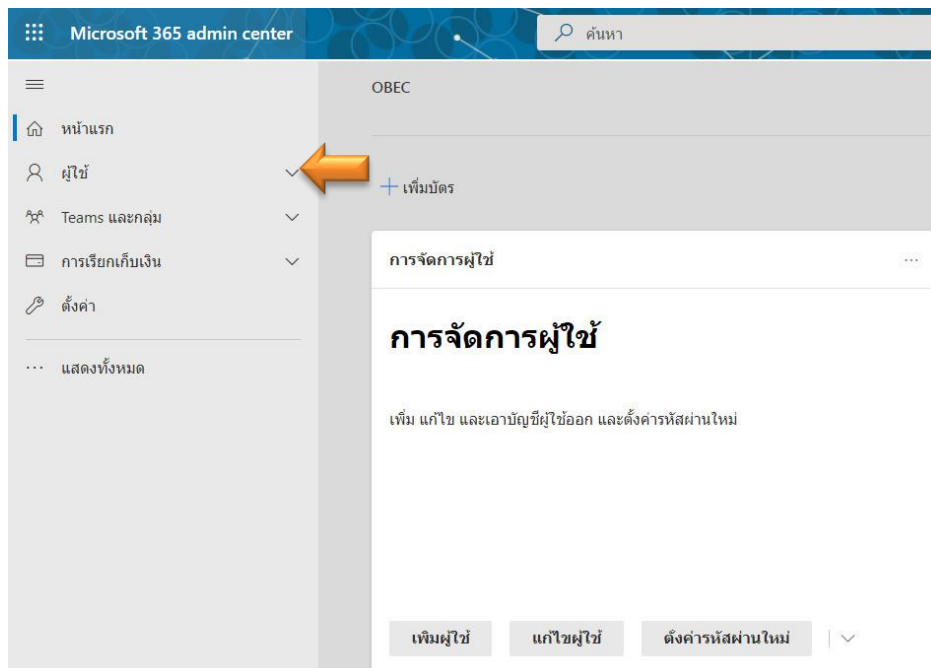 Microsoft 365 admin center
ค้นหา
OBEC
หน้าแรก
ผู้ใช้
Teams และกลุ่ม
การเรียกเก็บเงิน
ตั้งค่า
แสดงทั้งหมด
เพิ่มบัตร
การจัดการผู้ใช้
การจัดการผู้ใช้
เพิ่ม แก้ไข และเอาบัญชีผู้ใช้ออก และตั้งค่ารหัสผ่านใหม่
เพิ่มผู้ใช้
แก้ไขผู้ใช้
ตั้งค่ารหัสผ่านใหม่